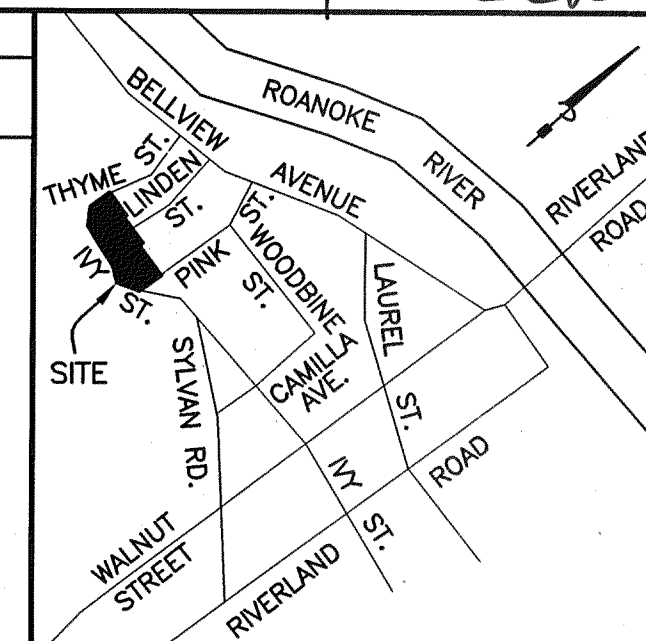 ROANOKE
RIVER
BELLVIEW
AVENUE
RIVERLAND
ROAD
THYME
ST.
LINDEN
ST.
IVY
ST.
PINK
ST.
WOODBINE
ST.
LAUREL
ST.
CAMILLA
AVE.
SITE
SYLVAN RD.
IVY
ST.
ROAD
WALNUT
STREET
RIVERLAND